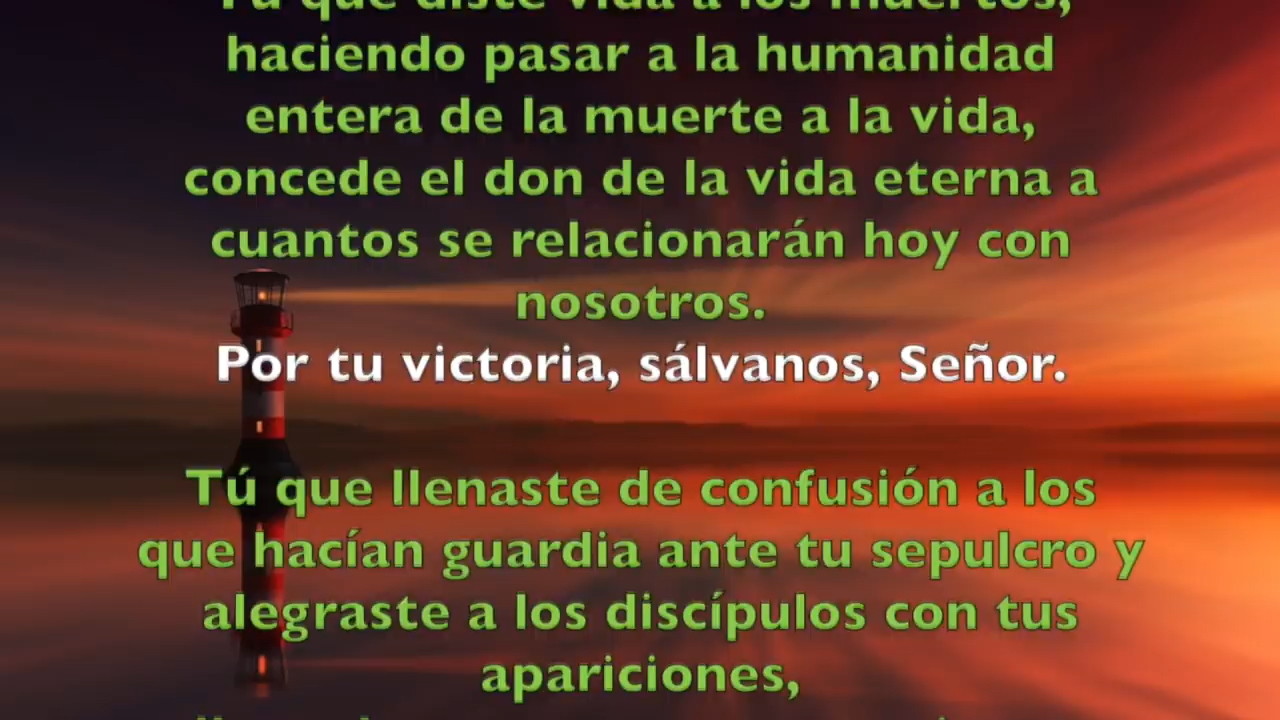 Tú que diste vida a los muertos,
haciendo pasar a la humanidad
entera de la muerte a la vida,
concede el don de la vida eterna a
cuantos se relacionarán hoy con
nosotros.
Por tu victoria, sálvanos, Señor.
Tú que llenaste de confusión a los
que hacían guardia ante tu sepulcro y
alegraste a los discípulos con tus
apariciones,